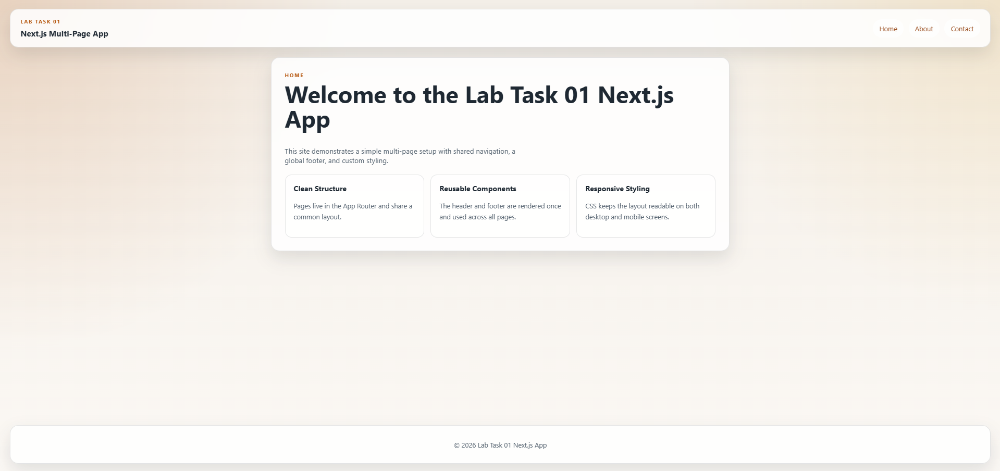 LAB TASK 01
Next.js Multi-Page App
Home
About
Contact
HOME
Welcome to the Lab Task 01 Next.js
App
This site demonstrates a simple multi-page setup with shared navigation, a
global footer, and custom styling.
Clean Structure
Pages live in the App Router and share a
common layout.
Reusable Components
The header and footer are rendered once
and used across all pages.
Responsive Styling
CSS keeps the layout readable on both
desktop and mobile screens.
© 2026 Lab Task 01 Next.js App